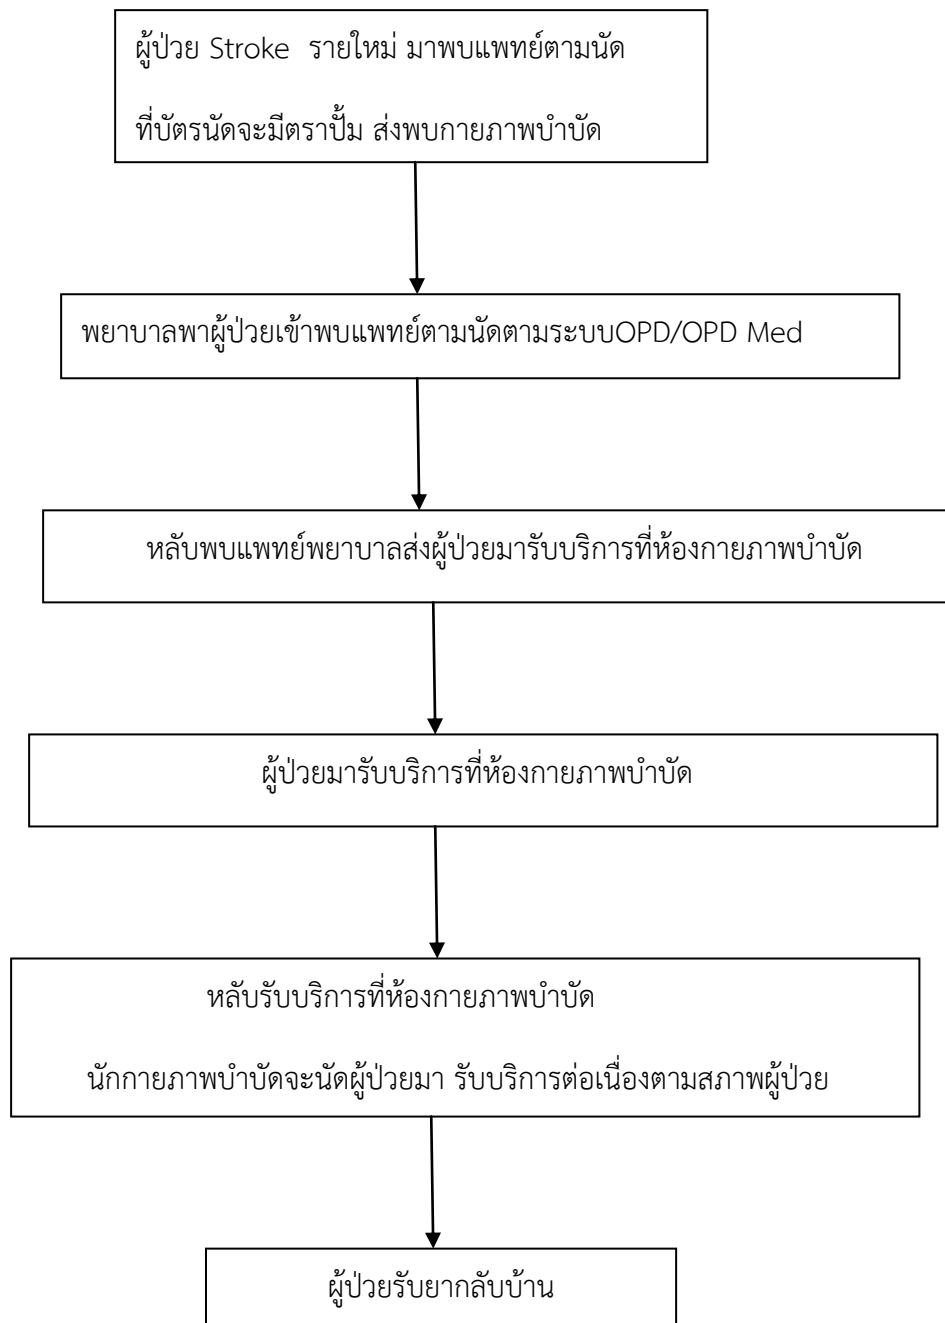 ผู้ป่วย Stroke รายใหม่ มาพบแพทย์ตามนัด
ที่บัตรนัดจะมีตราปั้ม ส่งพบกายภาพบำบัด
พยาบาลพาผู้ป่วยเข้าพบแพทย์ตามนัดตามระบบOPD/OPD Med
หลับพบแพทย์พยาบาลส่งผู้ป่วยมารับบริการที่ห้องกายภาพบำบัด
ผู้ป่วยมารับบริการที่ห้องกายภาพบำบัด
หลับรับบริการที่ห้องกายภาพบำบัด
นักกายภาพบำบัดจะนัดผู้ป่วยมา รับบริการต่อเนื่องตามสภาพผู้ป่วย
ผู้ป่วยรับยากลับบ้าน